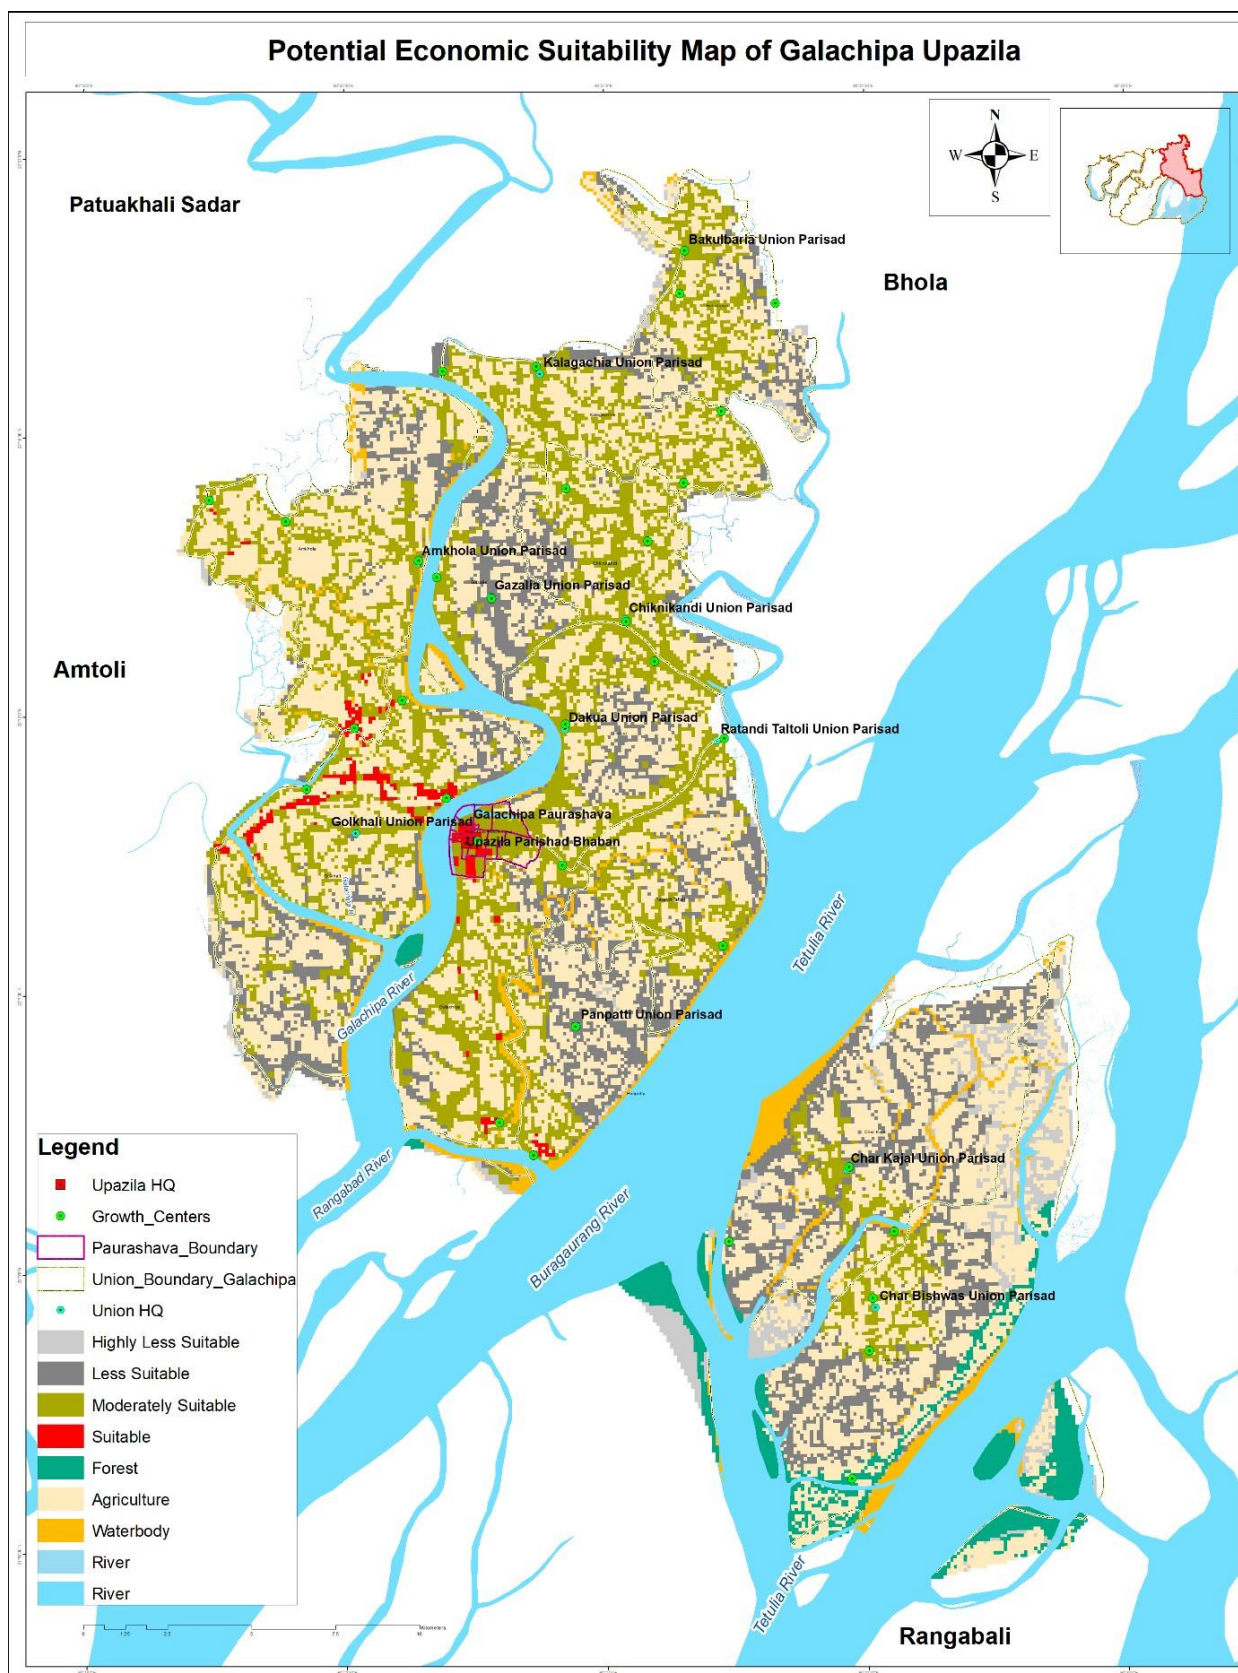 Potential Economic Suitability Map of Galachipa Upazila
N
W E
S
Patuakhali Sadar
Bhola
Bakulbaria Union Parisad
Kalagachia Union Parisad
Amkhola Union Parisad
Amkhola
Gazalia Union Parisad
Chiknikandi Union Parisad
Amtoli
Dakua Union Parisad
Ratandi Taltoli Union Parisad
Galachipa Paurashava
Golkhali Union Parisad
Upazila Parishad Bhaban
Tetulia River
Galachipa River
Panpatti Union Parisad
Rangabad River
Buragaurang River
Char Kajal Union Parisad
Char Bishwas Union Parisad
Tetulia River
Rangabali
Legend
Upazila HQ
Growth_Centers
Paurashava_Boundary
Union_Boundary_Galachipa
Union HQ
Highly Less Suitable
Less Suitable
Moderately Suitable
Suitable
Forest
Agriculture
Waterbody
River
River